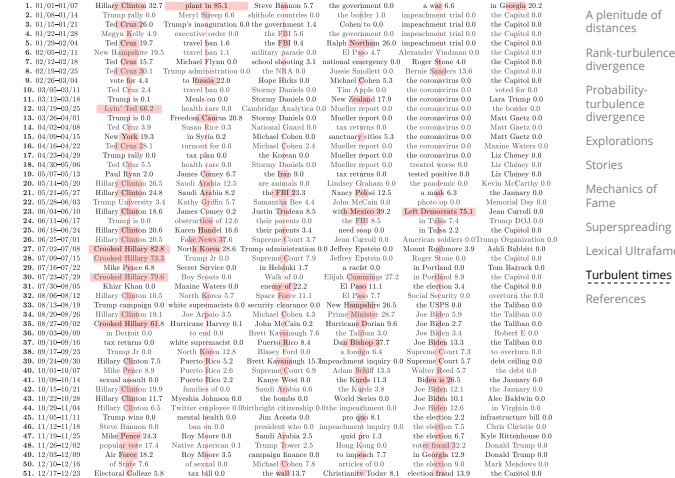 1. 01/01–01/07 Hillary Clinton 32.7 plant in 85.1 Steve Bannon 5.7 the government 0.0 a war 6.6 in Georgia 20.2
2. 01/08–01/14 Trump rally 0.0 Meryl Streep 6.6 shithole countries 0.0 the border 1.0 impeachment trial 0.0 the Capitol 0.0
3. 01/15–01/21 Ted Cruz 26.0 Trump's inauguration 0.0 the government 1.4 Cohen to 0.0 impeachment trial 0.0 the Capitol 0.0
4. 01/22–01/28 Megyn Kelly 4.9 executive order 0.0 the FBI 5.6 impeachment trial 0.0 the Capitol 0.0
5. 01/29–02/04 Ted Cruz 19.7 travel ban 1.6 the FBI 9.4 Ralph Northam 26.0 impeachment trial 0.0 the Capitol 0.0
6. 02/05–02/11 New Hampshire 19.5 travel ban 1.1 military parade 0.0 El Paso 4.7 Alexander Vindman 0.0 the Capitol 0.0
7. 02/12–02/18 Ted Cruz 15.7 Michael Flynn 0.0 school shooting 3.1 national emergency 0.0 Roger Stone 4.0 the Capitol 0.0
8. 02/19–02/25 Ted Cruz 30.1 Trump administration 0.0 the NRA 0.0 Jussie Smollett 0.0 Bernie Sanders 13.6 the Capitol 0.0
9. 02/26–03/04 vote for 4.4 to Russia 22.0 Hope Hicks 0.0 Michael Cohen 5.3 the coronavirus 0.0 the Capitol 0.0
10. 03/05–03/11 Ted Cruz 2.4 travel ban 0.0 Stormy Daniels 0.0 Tim Apple 0.0 the coronavirus 0.0 voted for 0.0
11. 03/12–03/18 Trump is 0.1 Meals on 0.0 Stormy Daniels 0.0 New Zealand 17.9 the coronavirus 0.0 Lara Trump 0.0
12. 03/19–03/25 Lyin' Ted 66.2 health care 0.0 Cambridge Analytica 0.0 Mueller report 0.0 the coronavirus 0.0 the border 0.0
13. 03/26–04/01 Trump is 0.0 Freedom Caucus 20.8 Stormy Daniels 0.0 Mueller report 0.0 the coronavirus 0.0 Matt Gaetz 0.0
14. 04/02–04/08 Ted Cruz 3.9 Susan Rice 0.3 National Guard 0.0 tax returns 0.0 the coronavirus 0.0 Matt Gaetz 0.0
15. 04/09–04/15 New York 19.3 in Syria 0.2 Michael Cohen 0.0 sanctuary cities 5.3 the coronavirus 0.0 Matt Gaetz 0.0
16. 04/16–04/22 Ted Cruz 28.1 turnout for 0.0 Michael Cohen 2.4 Mueller report 0.0 the coronavirus 0.0 Maxine Waters 0.0
17. 04/23–04/29 Trump rally 0.0 tax plan 0.0 the Korean 0.0 Mueller report 0.0 the coronavirus 0.0 Liz Cheney 0.0
18. 04/30–05/06 Ted Cruz 5.5 health care 0.0 Stormy Daniels 0.0 Mueller report 0.0 treated worse 0.0 Liz Cheney 0.0
19. 05/07–05/13 Paul Ryan 2.0 James Comey 6.7 the Iran 9.0 tax returns 0.0 tested positive 0.0 Liz Cheney 0.0
20. 05/14–05/20 Hillary Clinton 26.5 Saudi Arabia 12.5 are animals 0.0 Lindsey Graham 0.0 the pandemic 0.0 Kevin McCarthy 0.0
21. 05/21–05/27 Hillary Clinton 24.8 Saudi Arabia 8.2 the FBI 23.3 Nancy Pelosi 12.5 a mask 6.3 the January 0.0
22. 05/28–06/03 Trump University 3.4 Kathy Griffin 5.7 Samantha Bee 4.4 John McCain 0.0 photo op 0.0 Memorial Day 0.0
23. 06/04–06/10 Hillary Clinton 18.6 James Comey 0.2 Justin Trudeau 8.5 with Mexico 39.2 Left Democrats 75.1 Jean Carroll 0.0
24. 06/11–06/17 Trump is 0.0 obstruction of 12.6 their parents 0.0 the FBI 8.5 in Tulsa 7.4 Trump DOJ 0.0
25. 06/18–06/24 Hillary Clinton 20.6 Karen Handel 16.6 their parents 3.4 need soap 0.0 in Tulsa 2.2 the Capitol 0.0
26. 06/25–07/01 Hillary Clinton 20.5 Fake News 37.6 Supreme Court 3.7 Jean Carroll 0.0 American soldiers 0.0 Trump Organization 0.0
27. 07/02–07/08 Crooked Hillary 82.8 North Korea 28.6 Trump administration 0.0 Jeffrey Epstein 0.0 Mount Rushmore 3.9 Ashli Babbitt 0.0
28. 07/09–07/15 Crooked Hillary 73.3 Trump Jr 0.0 Supreme Court 7.9 Jeffrey Epstein 0.0 Roger Stone 0.0 the Capitol 0.0
29. 07/16–07/22 Mike Pence 6.8 Secret Service 0.0 in Helsinki 1.7 a racist 0.0 in Portland 0.0 Tom Barrack 0.0
30. 07/23–07/29 Crooked Hillary 79.6 Boy Scouts 0.0 Walk of 0.0 Elijah Cummings 27.2 in Portland 8.9 the Capitol 0.0
31. 07/30–08/05 Khizr Khan 0.0 Maxine Waters 0.0 enemy of 22.2 El Paso 11.1 the election 3.4 the Capitol 0.0
32. 08/06–08/12 Hillary Clinton 10.5 North Korea 5.7 Space Force 11.1 El Paso 7.7 Social Security 0.0 overturn the 0.0
33. 08/13–08/19 Trump campaign 0.0 white supremacists 0.0 security clearance 0.0 New Hampshire 26.5 the USPS 0.0 the Taliban 0.0
34. 08/20–08/26 Hillary Clinton 19.1 Joe Arpaio 3.5 Michael Cohen 4.3 Prime Minister 28.7 Joe Biden 5.9 the Taliban 0.0
35. 08/27–09/02 Crooked Hillary 61.8 Hurricane Harvey 0.1 John McCain 0.2 Hurricane Dorian 9.6 Joe Biden 2.7 the Taliban 0.0
36. 09/03–09/09 in Detroit 0.0 to end 0.0 Brett Kavanaugh 7.6 the Taliban 3.0 Joe Biden 3.4 Robert E 0.0
37. 09/10–09/16 tax returns 0.0 white supremacist 0.0 Puerto Rico 8.4 Dan Bishop 37.7 Joe Biden 13.3 the Taliban 0.0
38. 09/17–09/23 Trump Jr 0.0 North Korea 12.8 Blasey Ford 0.0 a foreign 6.4 Supreme Court 7.3 to overturn 0.0
39. 09/24–09/30 Hillary Clinton 7.5 Puerto Rico 5.2 Brett Kavanaugh 15.3 impeachment inquiry 0.0 Supreme Court 5.7 debt ceiling 0.0
40. 10/01–10/07 Mike Pence 8.9 Puerto Rico 2.6 Supreme Court 6.9 Adam Schiff 13.3 Walter Reed 5.7 the debt 0.0
41. 10/08–10/14 sexual assault 0.0 Puerto Rico 2.2 Kanye West 0.0 the Kurds 11.3 Biden is 26.5 the January 0.0
42. 10/15–10/21 Hillary Clinton 19.9 families of 0.0 Saudi Arabia 6.6 the Kurds 3.8 Joe Biden 12.1 the January 0.0
43. 10/22–10/28 Hillary Clinton 11.7 Myeshia Johnson 0.0 the bombs 0.0 World Series 0.0 Joe Biden 10.1 Alec Baldwin 0.0
44. 10/29–11/04 Hillary Clinton 6.5 Twitter employee 0.0 birthright citizenship 0.0 the impeachment 0.0 Joe Biden 12.6 in Virginia 0.0
45. 11/05–11/11 Trump wins 0.0 mental health 0.0 Jim Acosta 0.0 pro quo 8.1 the election 2.2 infrastructure bill 0.0
46. 11/12–11/18 Steve Bannon 0.0 ban on 0.0 president who 0.0 impeachment inquiry 0.0 the election 7.5 Chris Christie 0.0
47. 11/19–11/25 Mike Pence 24.3 Roy Moore 0.0 Saudi Arabia 2.5 quid pro 1.3 the election 6.7 Kyle Rittenhouse 0.0
48. 11/26–12/02 popular vote 17.4 Native American 0.1 Trump Tower 2.5 Hong Kong 0.0 voter fraud 32.2 Donald Trump 0.0
49. 12/03–12/09 Air Force 18.2 Roy Moore 3.5 campaign finance 0.0 to impeach 7.7 in Georgia 12.9 Donald Trump 0.0
50. 12/10–12/16 of State 7.6 of sexual 0.0 Michael Cohen 7.8 articles of 0.0 the election 9.0 Mark Meadows 0.0
51. 12/17–12/23 Electoral College 5.8 tax bill 0.0 the wall 13.7 Christianity Today 8.1 election fraud 13.9 the Capitol 0.0
A plenitude of
distances
Rank-turbulence
divergence
Probability-
turbulence
divergence
Explorations
Stories
Mechanics of
Fame
Superspreading
Lexical Ultrafame
Turbulent times
References